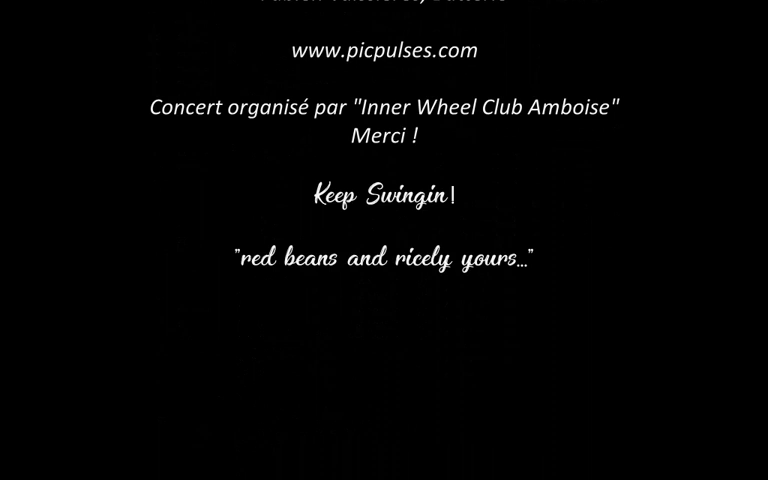 www.picpulses.com
Concert organisé par "Inner Wheel Club Amboise"
Merci !
Keep Swingin!
"red beans and ricely yours..."